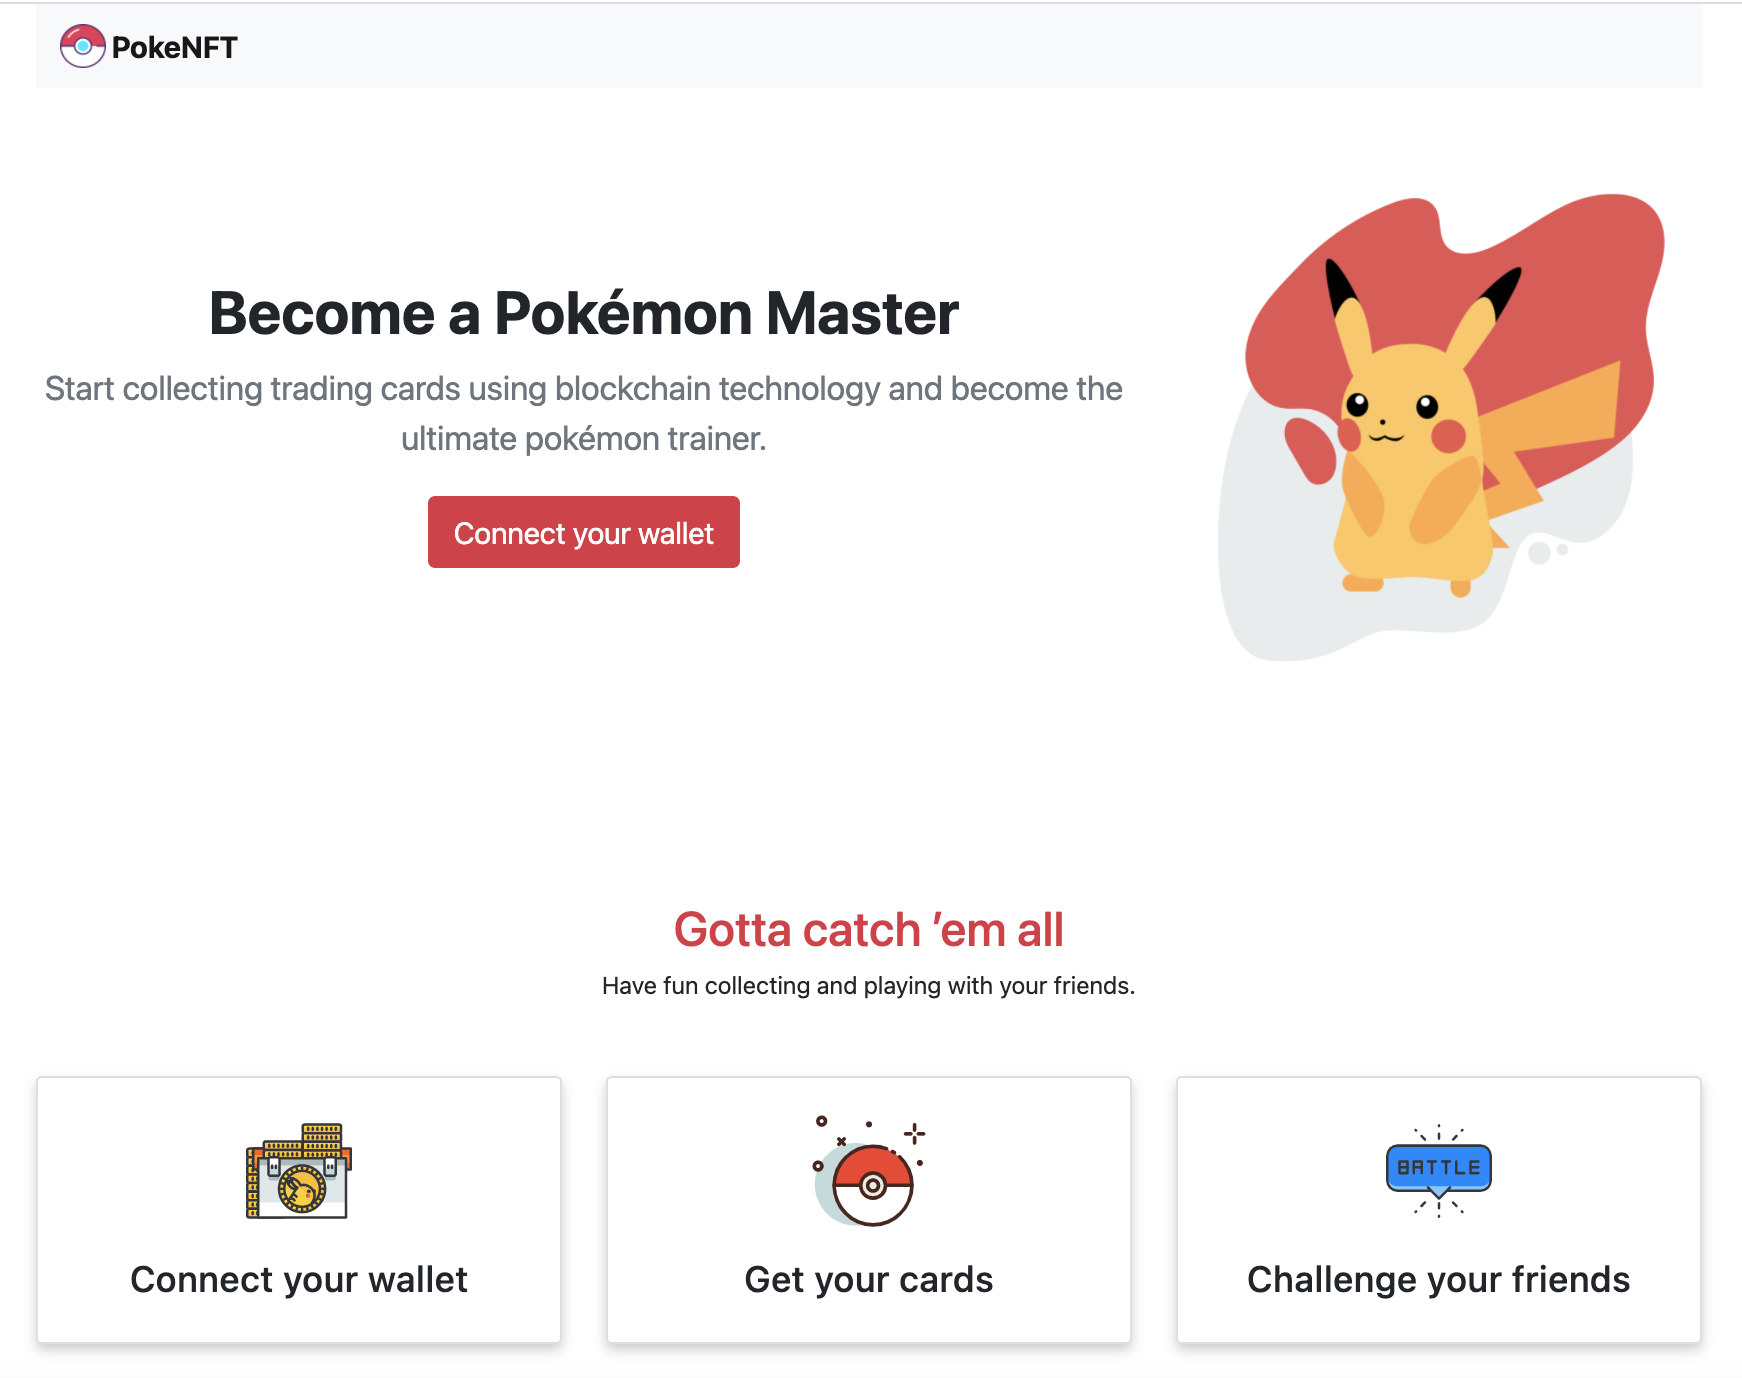 PokeNFT
Become a Pokémon Master
Start collecting trading cards using blockchain technology and become the
ultimate pokémon trainer.
Connect your wallet
Gotta catch ’em all
Have fun collecting and playing with your friends.
Connect your wallet
Get your cards
BATTLE
Challenge your friends